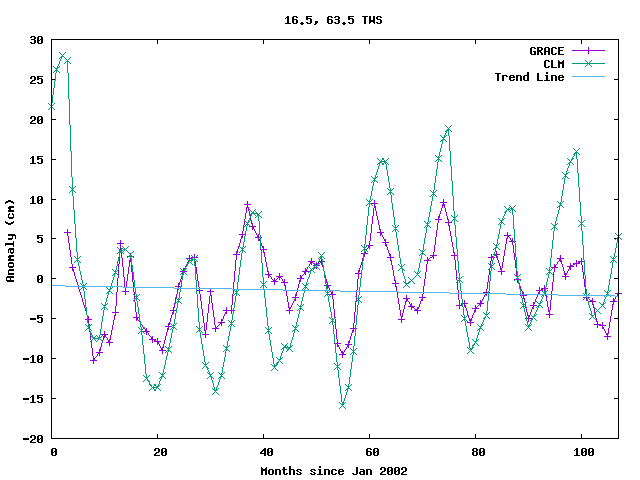 16.5, 63.5 TWS
GRACE
CLM
Trend Line
30
25
20
15
10
5
0
-5
-10
-15
-20
Anomaly (cm)
0 20 40 60 80 100
Months since Jan 2002